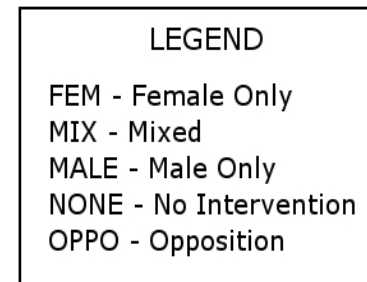 LEGEND
FEM - Female Only
MIX - Mixed
MALE - Male Only
NONE - No Intervention
OPPO - Opposition